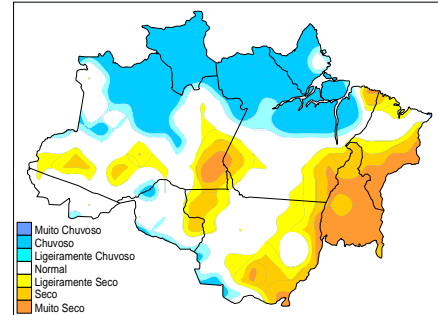 Muito Chuvoso
Chuvoso
Ligeiramente Chuvoso
Normal
Ligeiramente Seco
Seco
Muito Seco